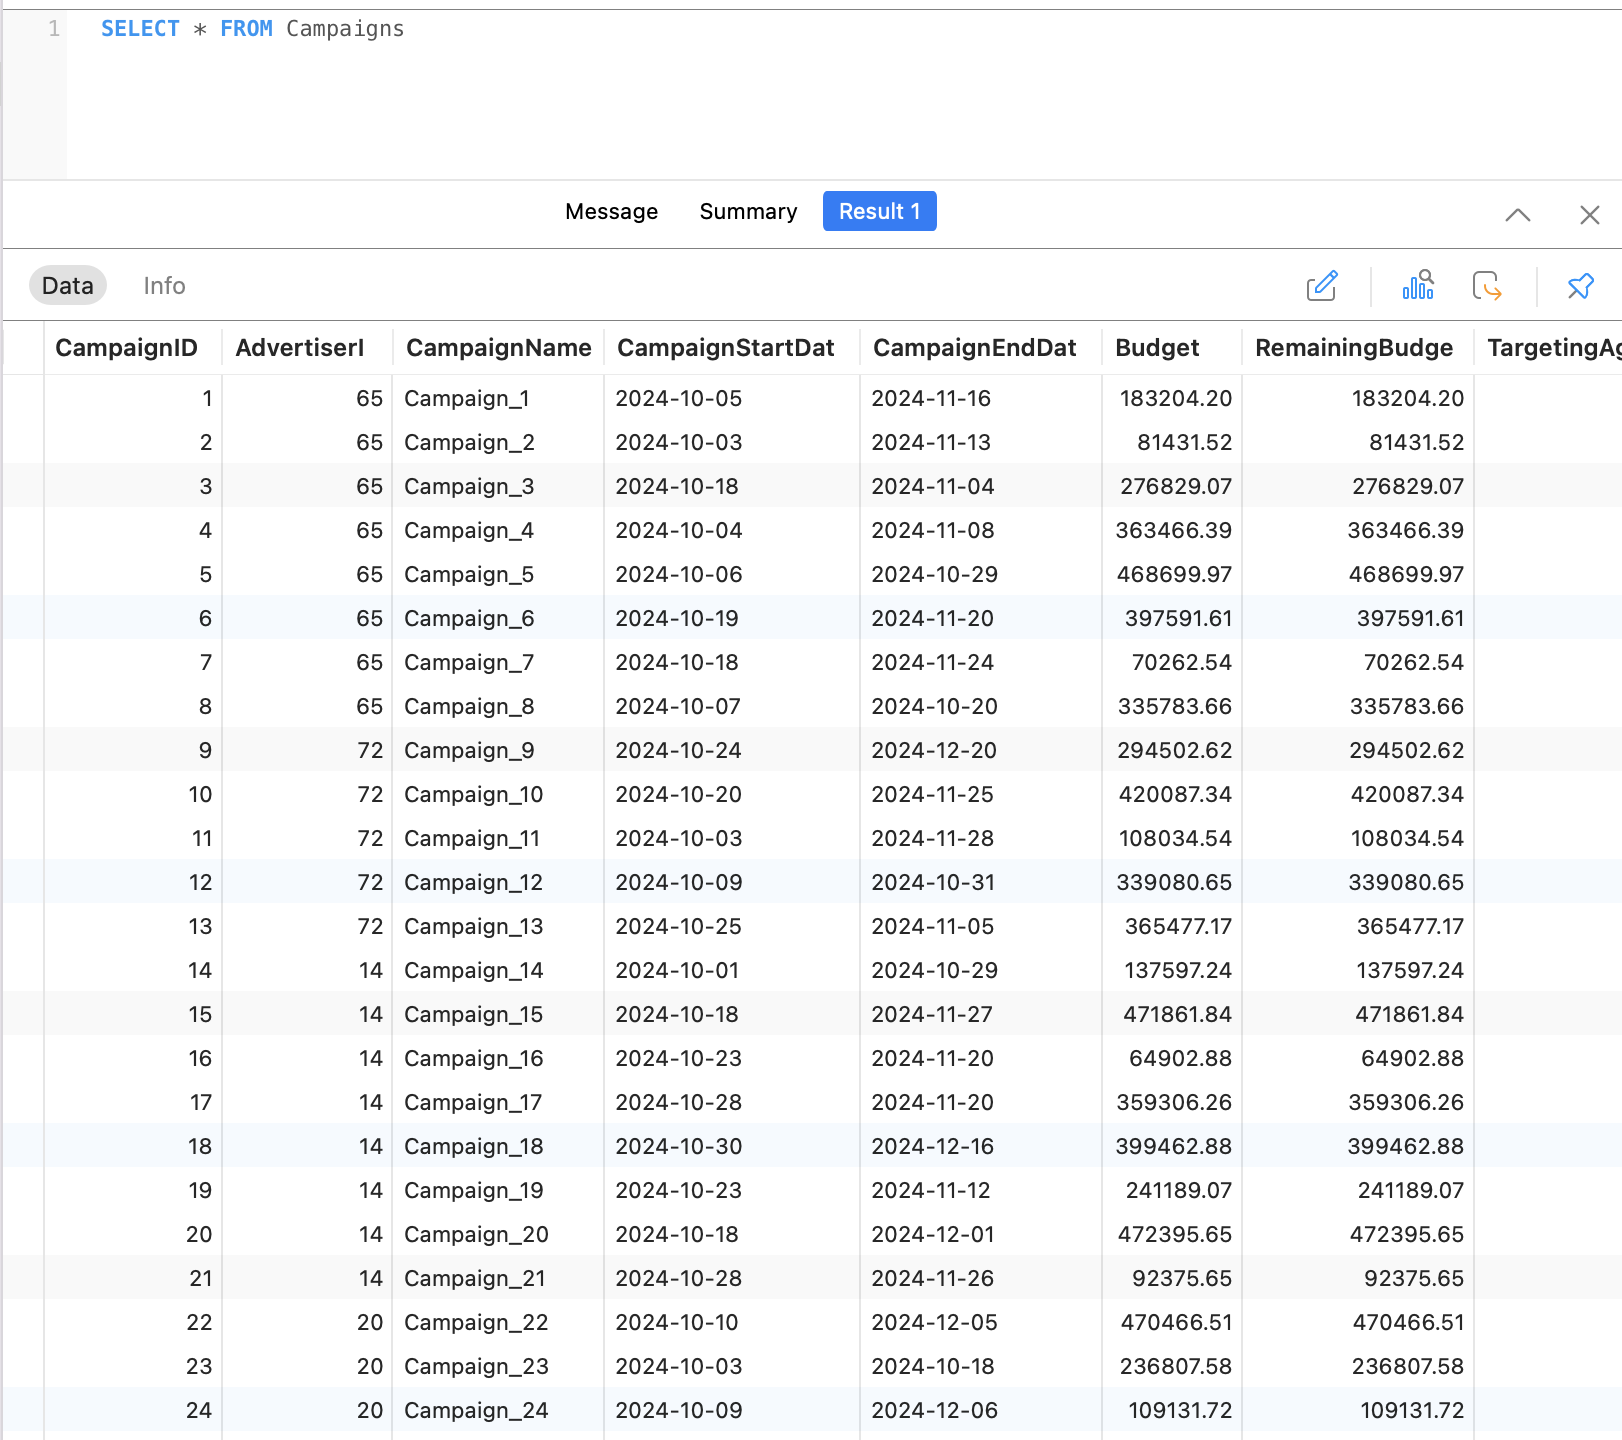 1 SELECT * FROM Campaigns
Message Summary Result 1
Data Info
CampaignID AdvertiserI CampaignName CampaignStartDat CampaignEndDat Budget RemainingBudge TargetingAg
1 65 Campaign_1 2024-10-05 2024-11-16 183204.20 183204.20
2 65 Campaign_2 2024-10-03 2024-11-13 81431.52 81431.52
3 65 Campaign_3 2024-10-18 2024-11-04 276829.07 276829.07
4 65 Campaign_4 2024-10-04 2024-11-08 363466.39 363466.39
5 65 Campaign_5 2024-10-06 2024-10-29 468699.97 468699.97
6 65 Campaign_6 2024-10-19 2024-11-20 397591.61 397591.61
7 65 Campaign_7 2024-10-18 2024-11-24 70262.54 70262.54
8 65 Campaign_8 2024-10-07 2024-10-20 335783.66 335783.66
9 72 Campaign_9 2024-10-24 2024-12-20 294502.62 294502.62
10 72 Campaign_10 2024-10-20 2024-11-25 420087.34 420087.34
11 72 Campaign_11 2024-10-03 2024-11-28 108034.54 108034.54
12 72 Campaign_12 2024-10-09 2024-10-31 339080.65 339080.65
13 72 Campaign_13 2024-10-25 2024-11-05 365477.17 365477.17
14 14 Campaign_14 2024-10-01 2024-10-29 137597.24 137597.24
15 14 Campaign_15 2024-10-18 2024-11-27 471861.84 471861.84
16 14 Campaign_16 2024-10-23 2024-11-20 64902.88 64902.88
17 14 Campaign_17 2024-10-28 2024-11-20 359306.26 359306.26
18 14 Campaign_18 2024-10-30 2024-12-16 399462.88 399462.88
19 14 Campaign_19 2024-10-23 2024-11-12 241189.07 241189.07
20 14 Campaign_20 2024-10-18 2024-12-01 472395.65 472395.65
21 14 Campaign_21 2024-10-28 2024-11-26 92375.65 92375.65
22 20 Campaign_22 2024-10-10 2024-12-05 470466.51 470466.51
23 20 Campaign_23 2024-10-03 2024-10-18 236807.58 236807.58
24 20 Campaign_24 2024-10-09 2024-12-06 109131.72 109131.72